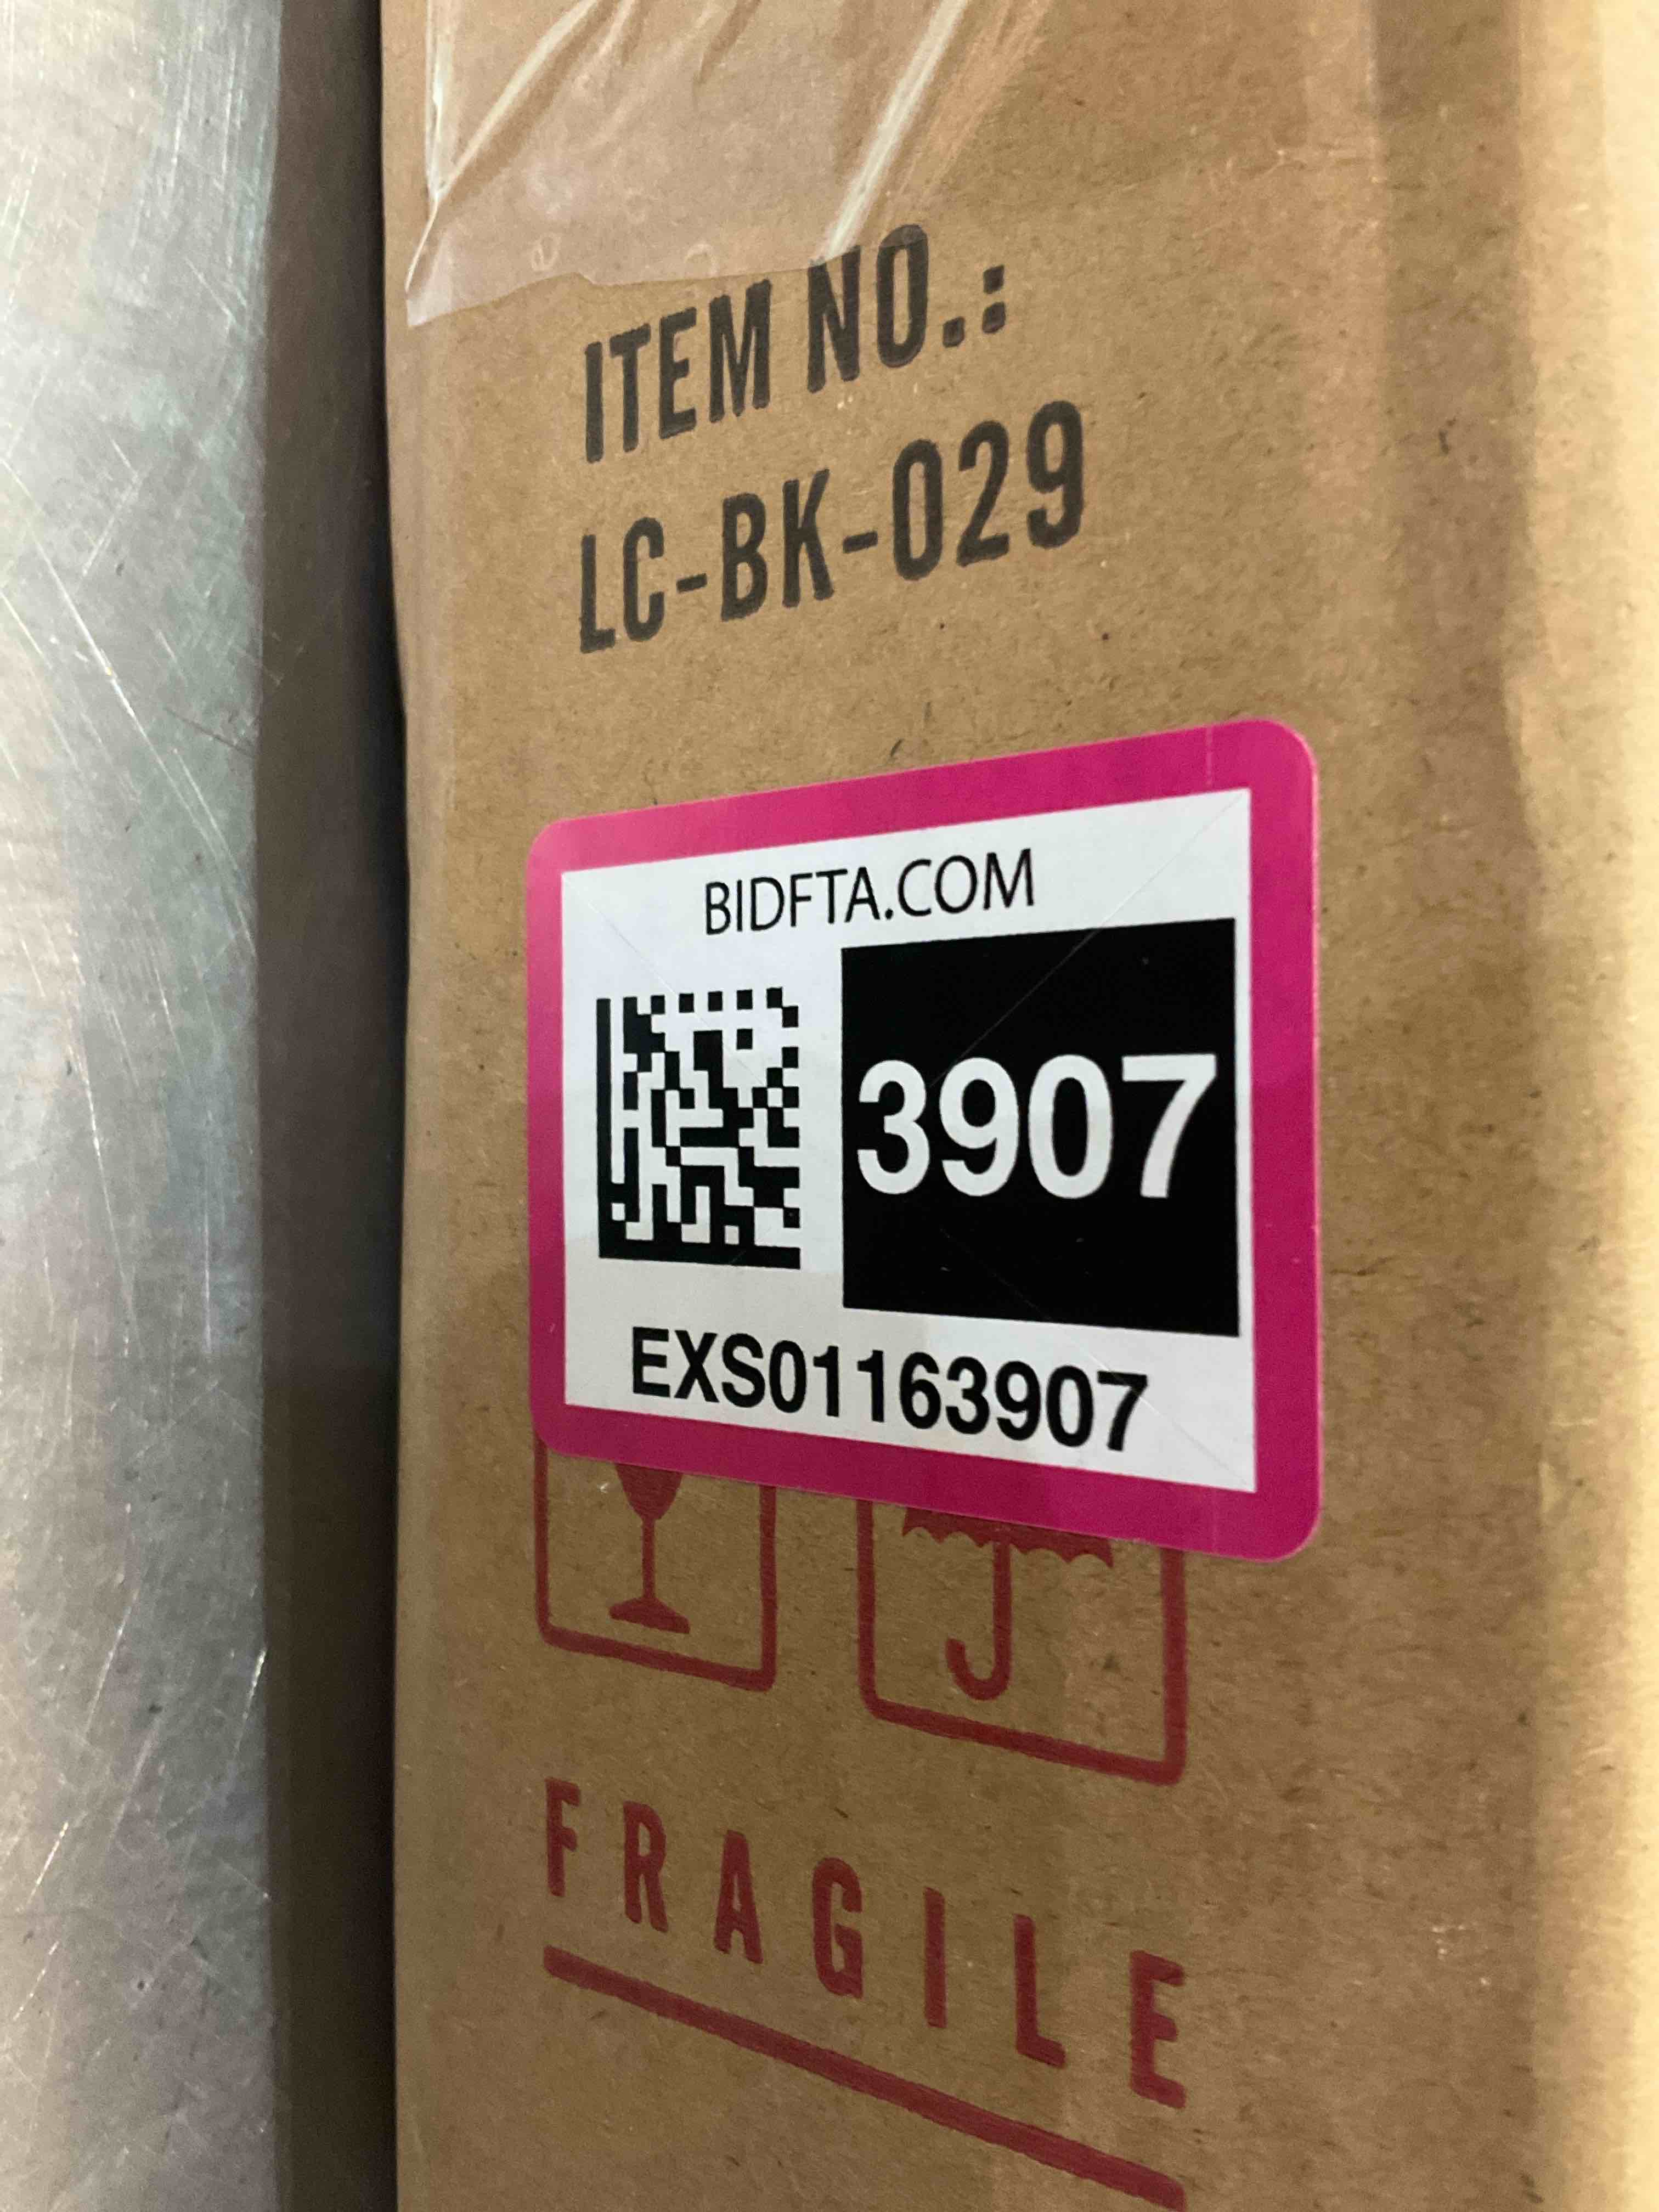 ITEM NO.:
LC-BK-029
BIDFTA.COM
3907
EXS01163907
FRAGILE